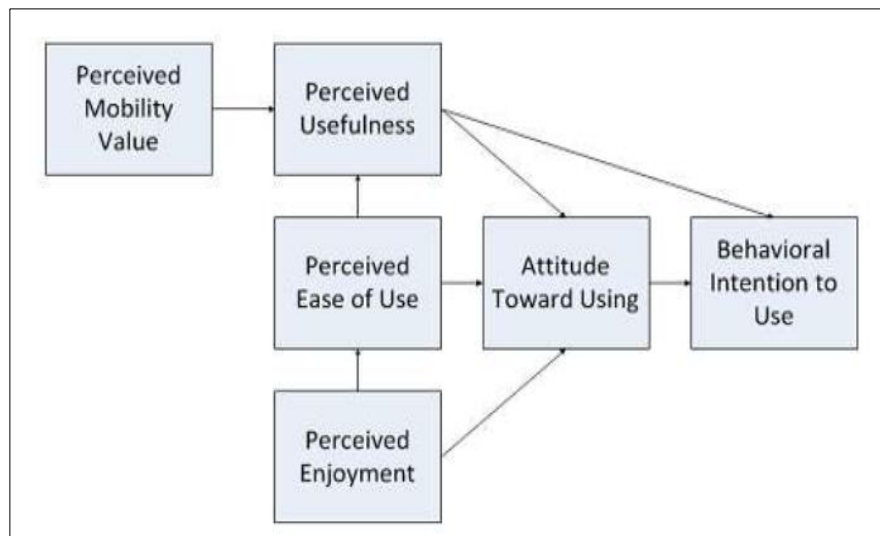 Perceived
Mobility
Value
Perceived
Usefulness
Perceived
Ease of Use
Attitude
Toward Using
Behavioral
Intention to
Use
Perceived
Enjoyment